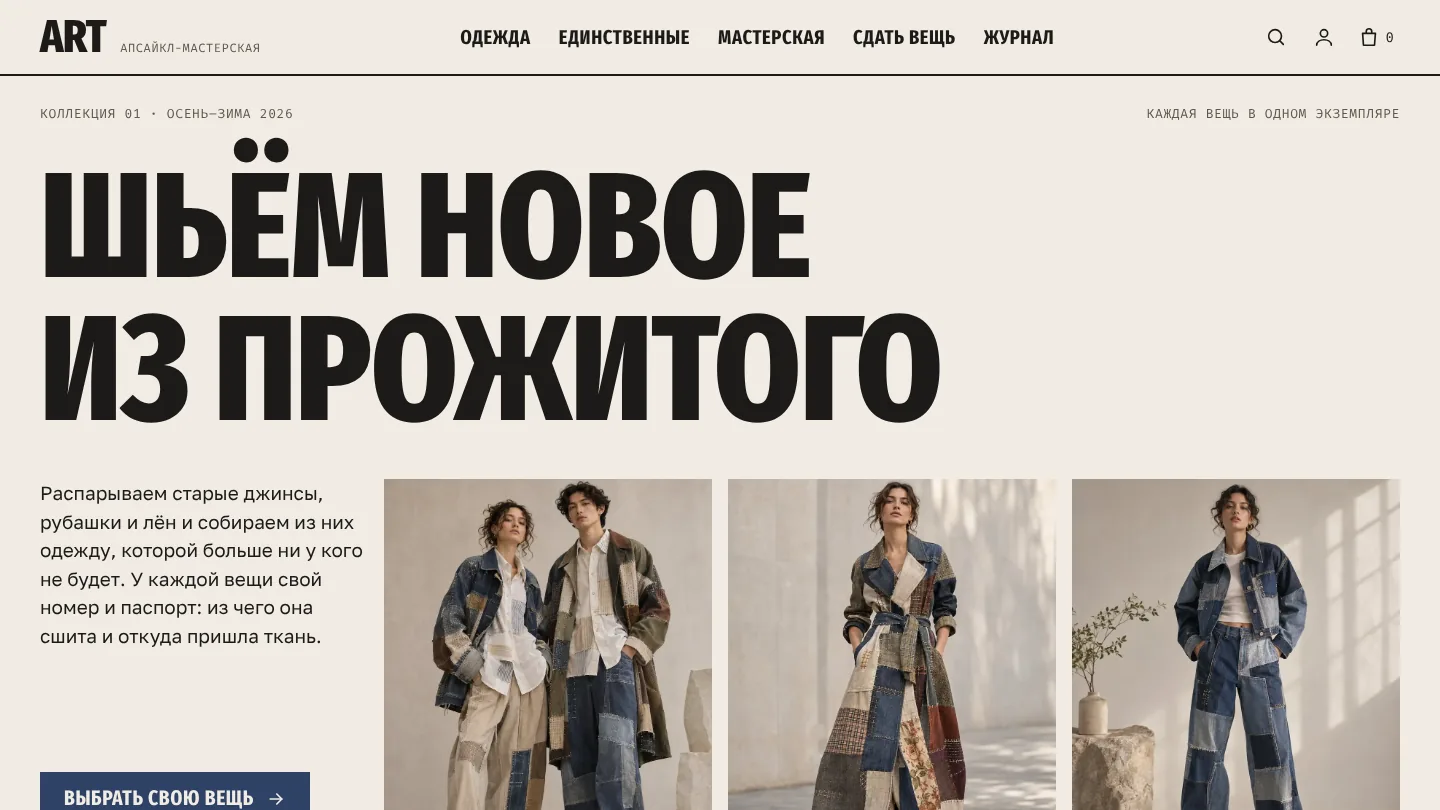 ART АПСАЙКЛ-МАСТЕРСКАЯ
ОДЕЖДА ЕДИНСТВЕННЫЕ МАСТЕРСКАЯ СДАТЬ ВЕЩЬ ЖУРНАЛ
0
КОЛЛЕКЦИЯ 01 · ОСЕНЬ–ЗИМА 2026
КАЖДАЯ ВЕЩЬ В ОДНОМ ЭКЗЕМПЛЯРЕ
ШЬЁМ НОВОЕ
ИЗ ПРОЖИТОГО
Распарываем старые джинсы,
рубашки и лён и собираем из них
одежду, которой больше ни у кого
не будет. У каждой вещи свой
номер и паспорт: из чего она
сшита и откуда пришла ткань.
ВЫБРАТЬ СВОЮ ВЕЩЬ →